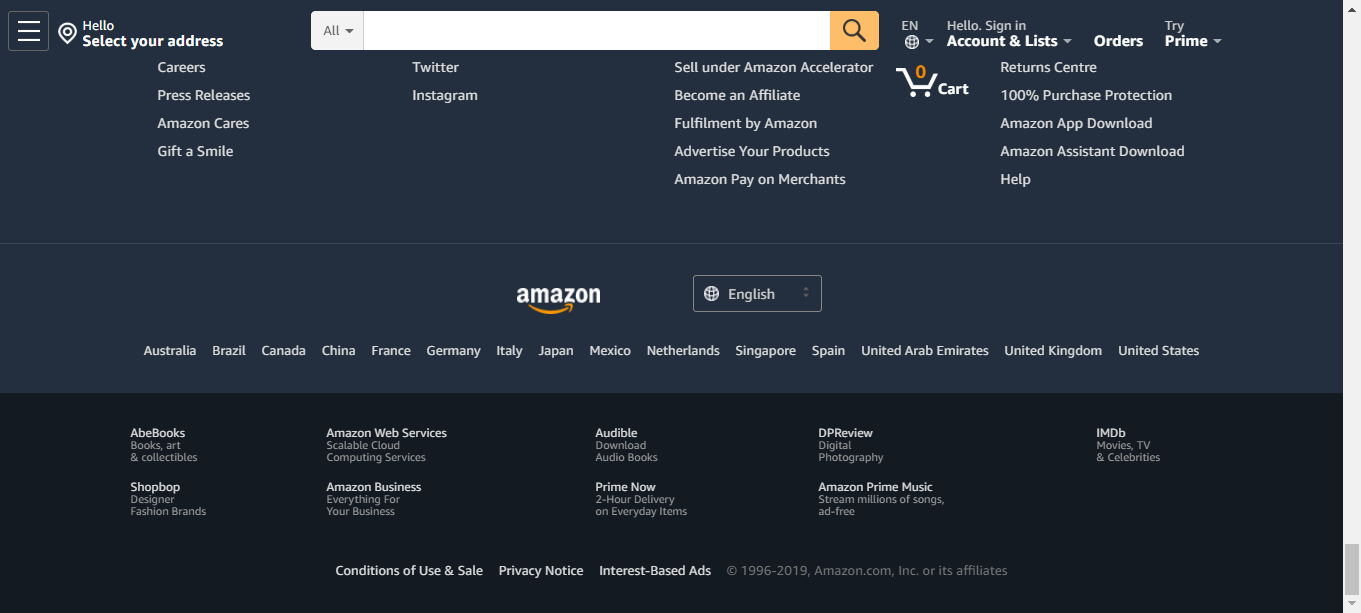 Hello
Select your address
All
EN
Hello. Sign in
Account & Lists
Orders
Try
Prime
0
Cart
Careers
Press Releases
Amazon Cares
Gift a Smile
Twitter
Instagram
Sell under Amazon Accelerator
Become an Affiliate
Fulfilment by Amazon
Advertise Your Products
Amazon Pay on Merchants
Returns Centre
100% Purchase Protection
Amazon App Download
Amazon Assistant Download
Help
amazon
English
Australia Brazil Canada China France Germany Italy Japan Mexico Netherlands Singapore Spain United Arab Emirates United Kingdom United States
AbeBooks
Books, art
& collectibles
Amazon Web Services
Scalable Cloud
Computing Services
Audible
Download
Audio Books
DPReview
Digital
Photography
IMDb
Movies, TV
& Celebrities
Shopbop
Designer
Fashion Brands
Amazon Business
Everything For
Your Business
Prime Now
2-Hour Delivery
on Everyday Items
Amazon Prime Music
Stream millions of songs,
ad-free
Conditions of Use & Sale Privacy Notice Interest-Based Ads © 1996-2019, Amazon.com, Inc. or its affiliates